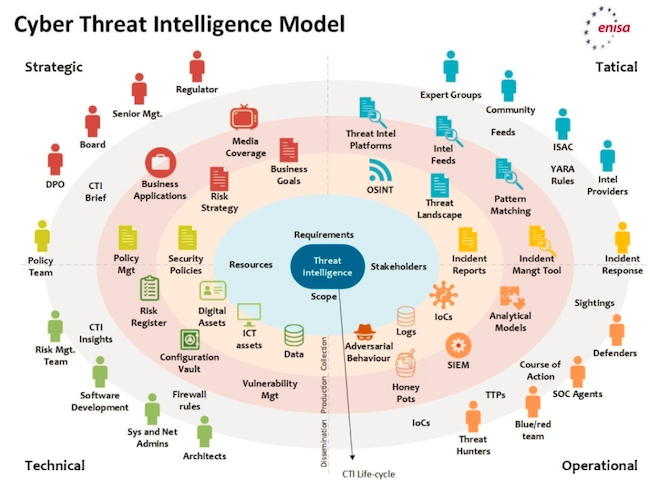 Cyber Threat Intelligence Model
enisa
Strategic
Tatical
Regulator
Senior Mgt.
Board
DPO
CTI
Brief
Policy
Team
Media
Coverage
Business
Applications
Business
Goals
Risk
Strategy
Policy
Mgt
Security
Policies
Expert Groups
Community
Feeds
ISAC
YARA
Rules
Intel
Providers
Threat Intel
Platforms
Intel
Feeds
OSINT
Threat
Landscape
Pattern
Matching
Incident
Reports
Incident
Mangt Tool
Incident
Response
Requirements
Resources
Threat
Intelligence
Stakeholders
Scope
Risk
Register
Digital
Assets
ICT
assets
Data
Configuration
Vault
Vulnerability
Mgt
Firewall
rules
CTI
Insights
Risk Mgt.
Team
Software
Development
Sys and Net
Admins
Architects
Technical
Dissemination Production Collection
CTI Life-cycle
Adversarial
Behaviour
Logs
IoCs
Analytical
Models
SIEM
Honey
Pots
Sightings
Defenders
Course of
Action
SOC Agents
TTPs
Blue/red
team
IoCs
Threat
Hunters
Operational